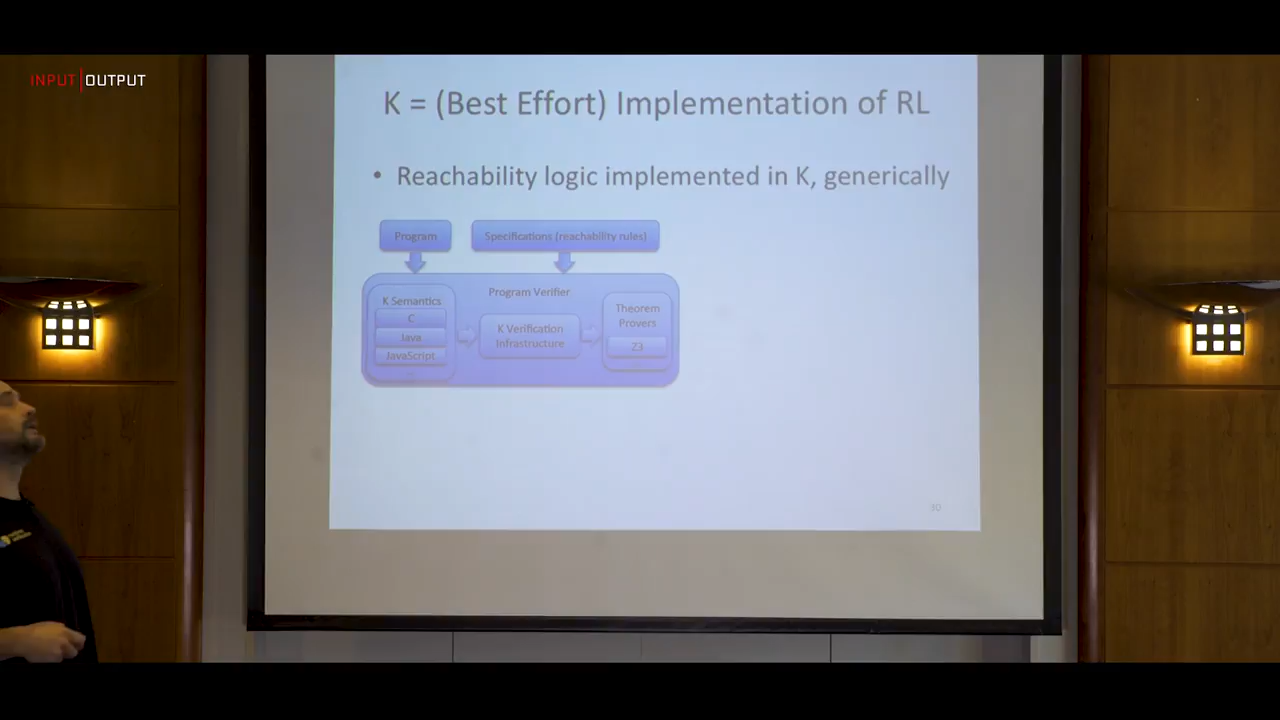 INPUT|OUTPUT
K = (Best Effort) Implementation of RL
• Reachability logic implemented in K, generically
Program
Specifications (reachability rules)
Program Verifier
K Semantics
C
Java
JavaScript
K Verification
Infrastructure
Theorem
Provers
Z3
30